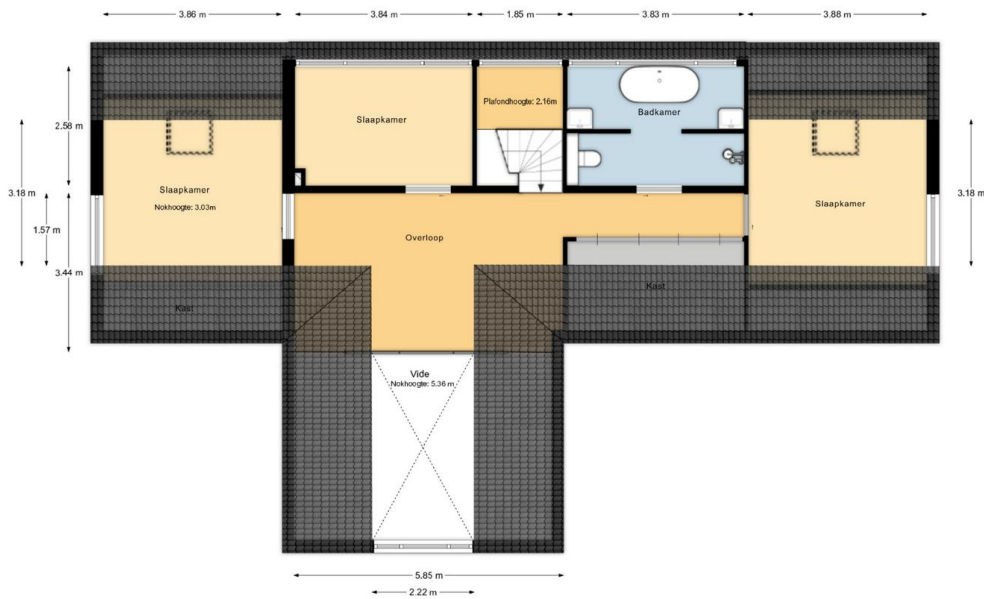 3.86 m
3.84 m
1.85 m
3.83 m
3.88 m
2.58 m
3.18 m
1.57 m
3.44 m
3.18 m
Slaapkamer
Plafondhoogte: 2.16m
Badkamer
Slaapkamer
Nokhoogte: 3.03m
Slaapkamer
Overloop
Kast
Kast
Vide
Nokhoogte: 5.36 m
5.85 m
2.22 m